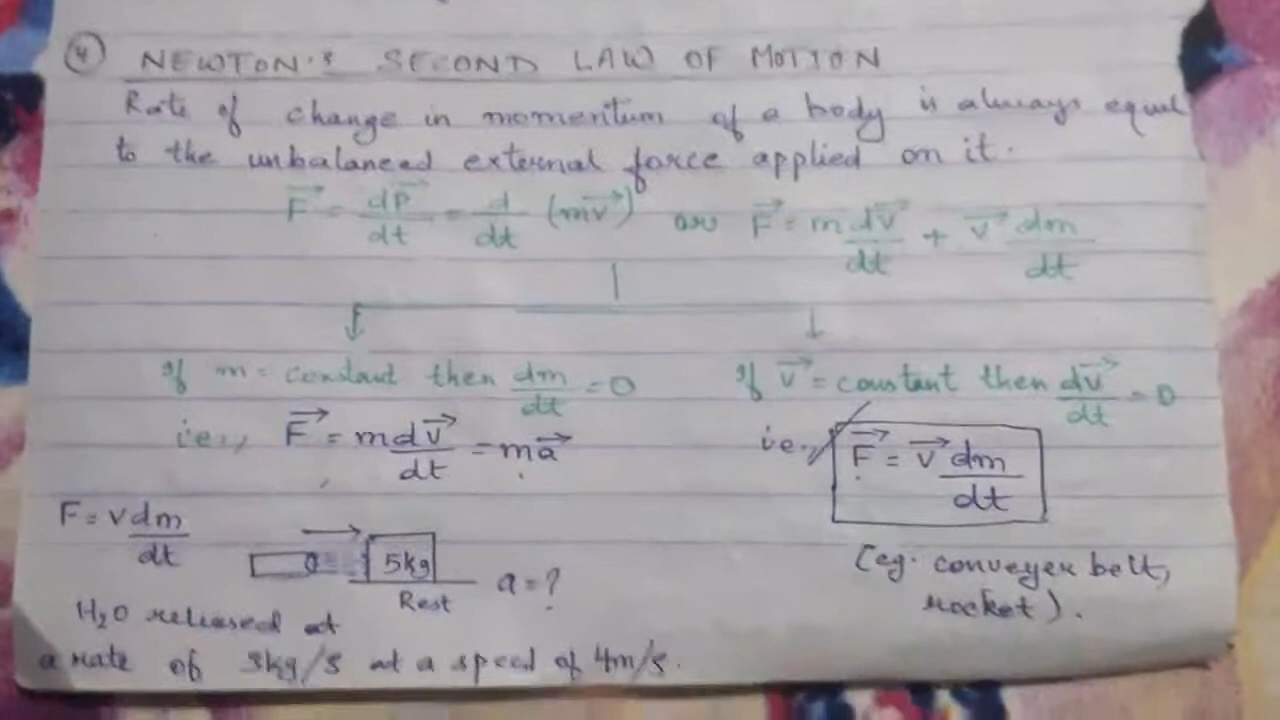 4 NEWTON'S SECOND LAW OF MOTION
Rate of change in momentum of a body is always equal
to the unbalanced external force applied on it.
F⃗ = dP⃗/dt = d/dt (mv⃗) or F⃗ = m dv⃗/dt + v⃗ dm/dt
If m = constant then dm/dt = 0
i.e., F⃗ = m dv⃗/dt = ma⃗
If v⃗ = constant then dv⃗/dt = 0
i.e., F⃗ = v⃗ dm/dt
(eg. conveyer belt,
rocket).
F = v dm/dt
5kg
Rest
a = ?
H₂O released at
a rate of 3kg/s at a speed of 4m/s.